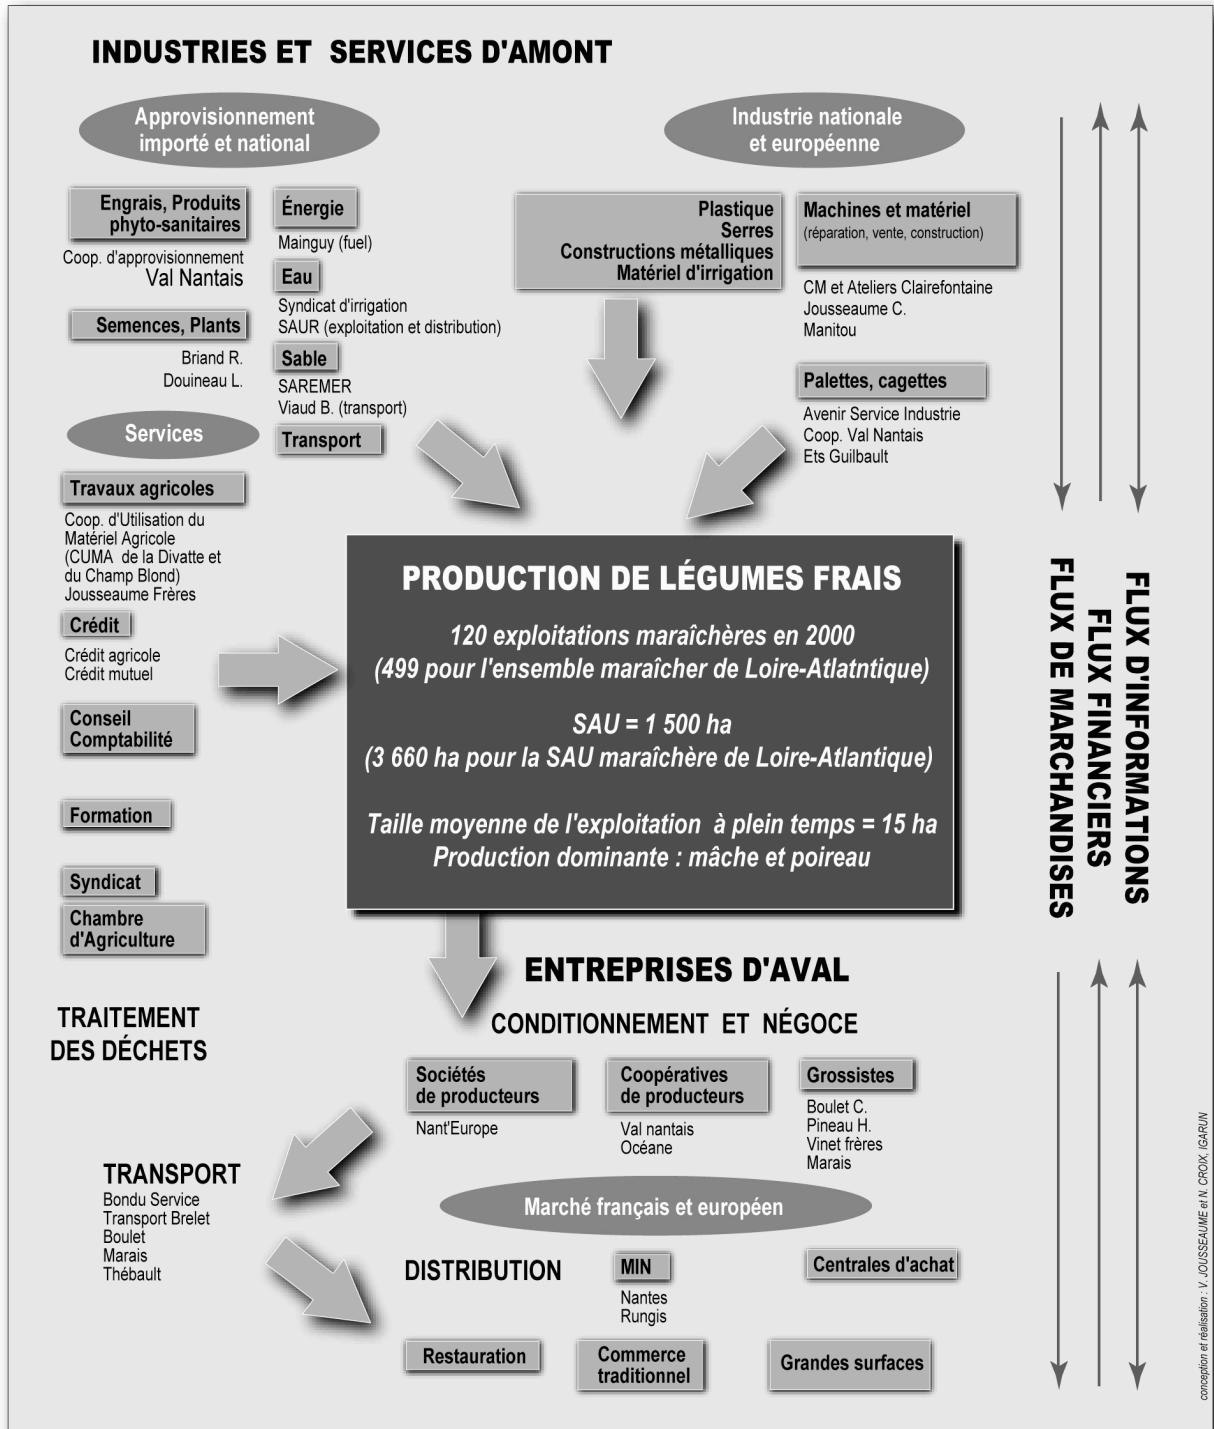 INDUSTRIES ET SERVICES D'AMONT
Approvisionnement
importé et national
Engrais, Produits
phyto-sanitaires
Coop. d'approvisionnement
Val Nantais
Semences, Plants
Briand R.
Douineau L.
Énergie
Mainguy (fuel)
Eau
Syndicat d'irrigation
SAUR (exploitation et distribution)
Sable
SAREMER
Viaud B. (transport)
Transport
Industrie nationale
et européenne
Plastique
Serres
Constructions métalliques
Matériel d'irrigation
Machines et matériel
(réparation, vente, construction)
CM et Ateliers Clairefontaine
Jousseaume C.
Manitou
Palettes, cagettes
Avenir Service Industrie
Coop. Val Nantais
Ets Guilbault
Services
Travaux agricoles
Coop. d'Utilisation du
Matériel Agricole
(CUMA de la Divatte et
du Champ Blond)
Jousseaume Frères
Crédit
Crédit agricole
Crédit mutuel
Conseil
Comptabilité
Formation
Syndicat
Chambre
d'Agriculture
PRODUCTION DE LÉGUMES FRAIS
120 exploitations maraîchères en 2000
(499 pour l'ensemble maraîcher de Loire-Atlatntique)
SAU = 1 500 ha
(3 660 ha pour la SAU maraîchère de Loire-Atlantique)
Taille moyenne de l'exploitation à plein temps = 15 ha
Production dominante : mâche et poireau
FLUX DE MARCHANDISES
FLUX FINANCIERS
FLUX D'INFORMATIONS
ENTREPRISES D'AVAL
CONDITIONNEMENT ET NÉGOCE
TRAITEMENT
DES DÉCHETS
Sociétés
de producteurs
Nant'Europe
Coopératives
de producteurs
Val nantais
Océane
Grossistes
Boulet C.
Pineau H.
Vinet frères
Marais
TRANSPORT
Bondu Service
Transport Brelet
Boulet
Marais
Thébault
Marché français et européen
DISTRIBUTION
MIN
Nantes
Rungis
Centrales d'achat
Restauration
Commerce
traditionnel
Grandes surfaces
conception et réalisation : V. JOUSSEAUME et N. CROIX, IGARUN